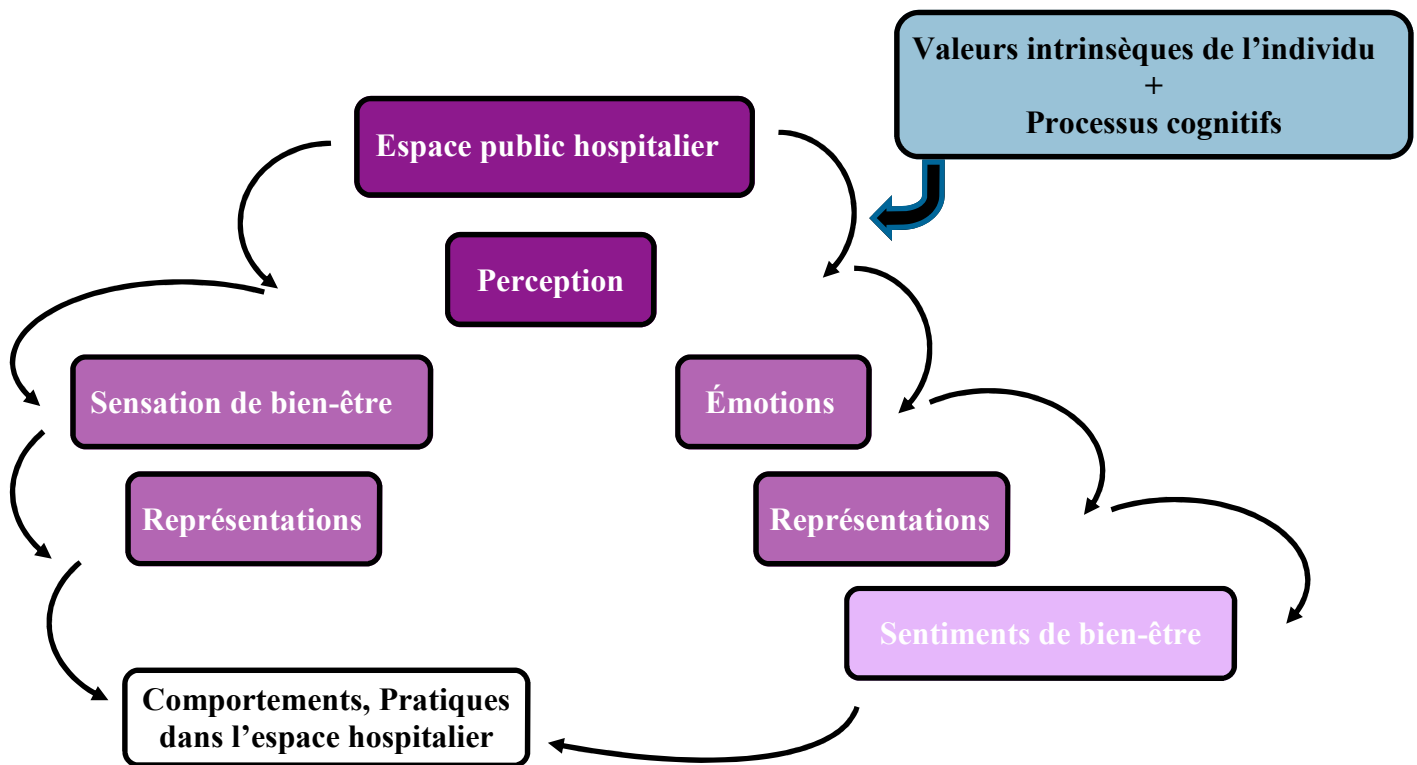 Valeurs intrinsèques de l’individu
+
Processus cognitifs
Espace public hospitalier
Perception
Sensation de bien-être
Émotions
Représentations
Représentations
Sentiments de bien-être
Comportements, Pratiques
dans l’espace hospitalier